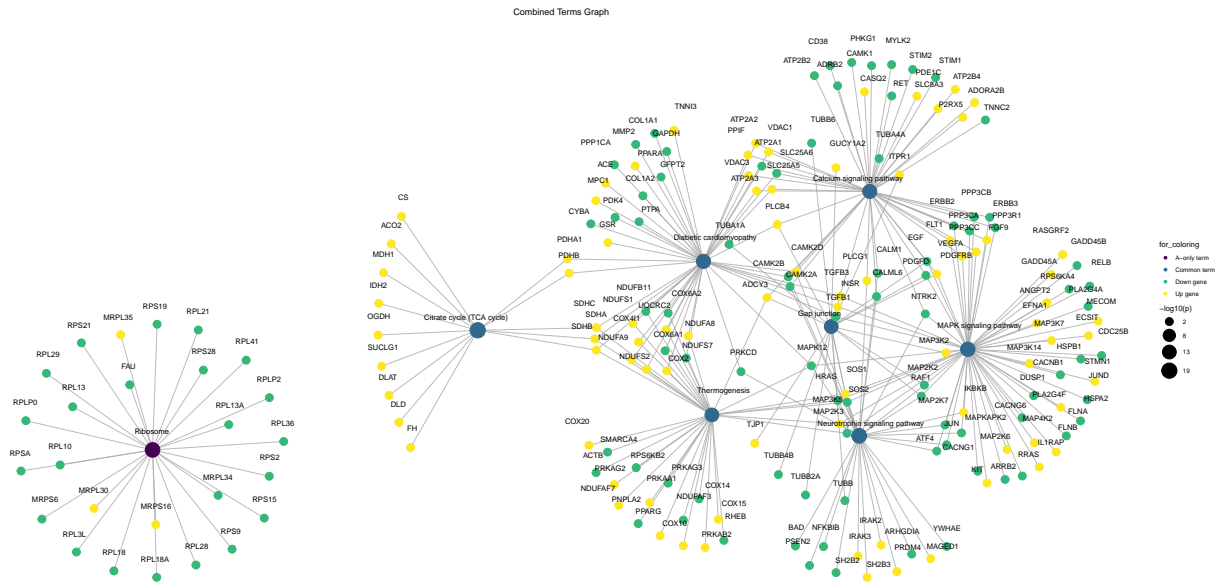 Combined Terms Graph
CD38
PHKG1
MYLK2
ATP2B2
ADRB2
CAMK1
STIM2
STIM1
CASQ2
PDE1C
RET
SLC8A3
ATP2B4
ADORA2B
P2RX5
TNNC2
TNNI3
COL1A1
MMP2
GAPDH
PPP1CA
PPARA
ACE
GFPT2
MPC1
COL1A2
PDK4
CYBA
PTPA
GSR
PDHA1
PDHB
ATP2A2
PPIF
VDAC1
TUBB6
ATP2A1
SLC25A6
VDAC3
SLC25A5
ATP2A3
GUCY1A2
TUBA4A
ITPR1
Calcium signaling pathway
PLCB4
TUBA1A
Diabetic cardiomyopathy
PPP3CB
ERBB2
ERBB3
PPP3CA
PPP3R1
FLT1
PPP3CC
FGF9
EGF
VEGFA
RASGRF2
PDGFRB
GADD45B
CAMK2D
CALM1
PLCG1
PDGFD
CAMK2B
CAMK2A
TGFB3
CALML6
INSR
ADCY3
TGFB1
NTRK2
GADD45A
RELB
RPS6KA4
ANGPT2
PLA2G4A
EFNA1
MECOM
ECSIT
MAP3K7
CDC25B
for_coloring
A-only term
Common term
Down gene
Up gene
−log10(p)
2
8
13
19
CS
ACO2
MDH1
IDH2
OGDH
Citrate cycle (TCA cycle)
SUCLG1
DLAT
DLD
FH
NDUFB11
COX6A2
SDHC
NDUFS1
UQCRC2
SDHA
COX4I1
SDHB
COX6A1
NDUFA8
NDUFA9
NDUFS7
NDUFS2
COX2
Gap junction
MAPK signaling pathway
PRKCD
MAPK12
MAP3K2
MAP3K14
HSPB1
SOS1
MAP2K2
CACNB1
STMN1
HRAS
RAF1
DUSP1
JUND
SOS2
IKBKB
PLA2G4F
HSPA2
MAP3K5
MAP2K7
CACNG6
FLNA
MAP2K3
MAPKAPK2
MAP4K2
FLNB
Thermogenesis
TJP1
Neurotrophin signaling pathway
JUN
ATF4
CACNG1
MAP2K6
IL1RAP
RRAS
KIT
ARRB2
COX20
SMARCA4
ACTB
RPS6KB2
PRKAG2
PRKAA1
PRKAG3
NDUFAF7
COX14
PNPLA2
NDUFAF3
PPARG
COX15
COX10
RHEB
PRKAB2
TUBB4B
TUBB2A
TUBB
BAD
NFKBIB
IRAK2
YWHAE
PSEN2
IRAK3
ARHGDIA
PRDM4
MAGED1
SH2B2
SH2B3
RPS19
MRPL35
RPL21
RPS21
RPL29
RPS28
RPL41
FAU
RPL13
RPLP2
RPLP0
RPL13A
Ribosome
RPL36
RPL10
RPSA
RPS2
MRPL34
MRPL30
MRPS6
MRPS16
RPS15
RPL3L
RPS9
RPL18
RPL18A
RPL28